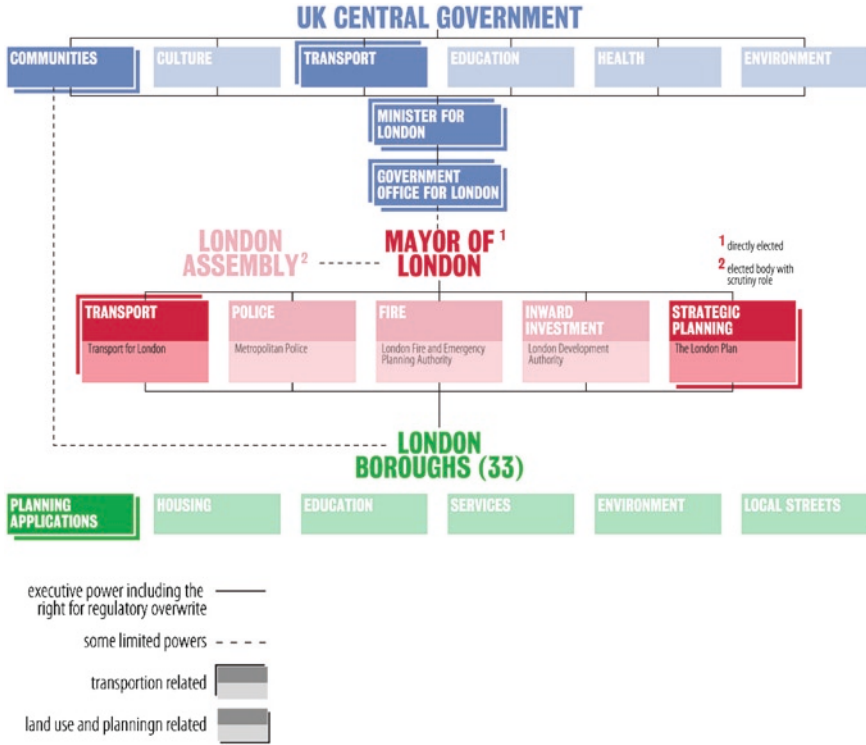 UK CENTRAL GOVERNMENT
COMMUNITIES
CULTURE
TRANSPORT
EDUCATION
HEALTH
ENVIRONMENT
MINISTER FOR
LONDON
GOVERNMENT
OFFICE FOR LONDON
LONDON
ASSEMBLY2
MAYOR OF 1
LONDON
1 directly elected
2 elected body with
scrutiny role
TRANSPORT
Transport for London
POLICE
Metropolitan Police
FIRE
London Fire and Emergency
Planning Authority
INWARD
INVESTMENT
London Development
Authority
STRATEGIC
PLANNING
The London Plan
LONDON
BOROUGHS (33)
PLANNING
APPLICATIONS
HOUSING
EDUCATION
SERVICES
ENVIRONMENT
LOCAL STREETS
executive power including the
right for regulatory overwrite
some limited powers
transportion related
land use and planningn related